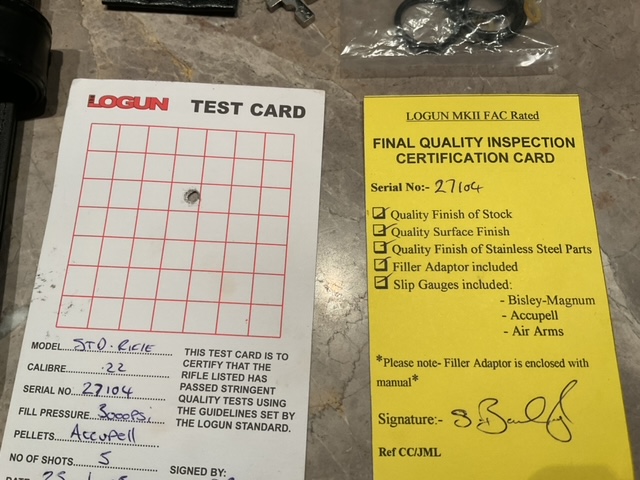 LOGUN TEST CARD
MODEL STD. RIFLE
CALIBRE .22
SERIAL NO. 27104
FILL PRESSURE 3000PSi
PELLETS Accupell
NO OF SHOTS 5
THIS TEST CARD IS TO
CERTIFY THAT THE
RIFLE LISTED HAS
PASSED STRINGENT
QUALITY TESTS USING
THE GUIDELINES SET BY
THE LOGUN STANDARD.
SIGNED BY:
LOGUN MKII FAC Rated
FINAL QUALITY INSPECTION
CERTIFICATION CARD
Serial No:- 27104
Quality Finish of Stock
Quality Surface Finish
Quality Finish of Stainless Steel Parts
Filler Adaptor included
Slip Gauges included:
- Bisley-Magnum
- Accupell
- Air Arms
*Please note- Filler Adaptor is enclosed with
manual*
Signature:-
Ref CC/JML